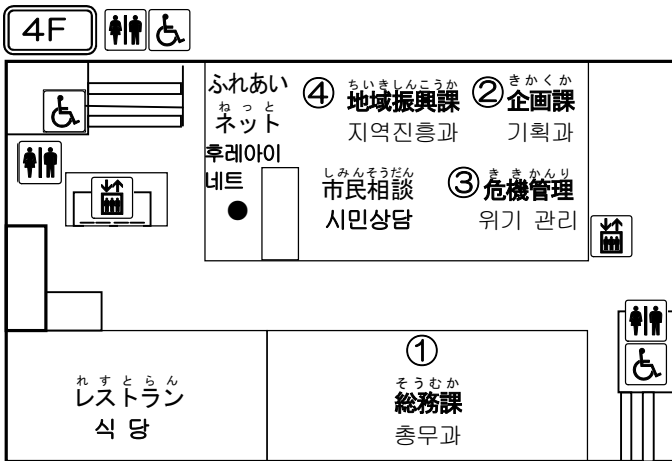 4F
ふれあい
ねっと
ネット
후레아이
네트
④
ちいきしんこうか
地域振興課
지역진흥과
②
きかくか
企画課
기획과
しみんそうだん
市民相談
시민상담
③
ききかんり
危機管理
위기 관리
れすとらん
レストラン
식 당
①
そうむか
総務課
총무과